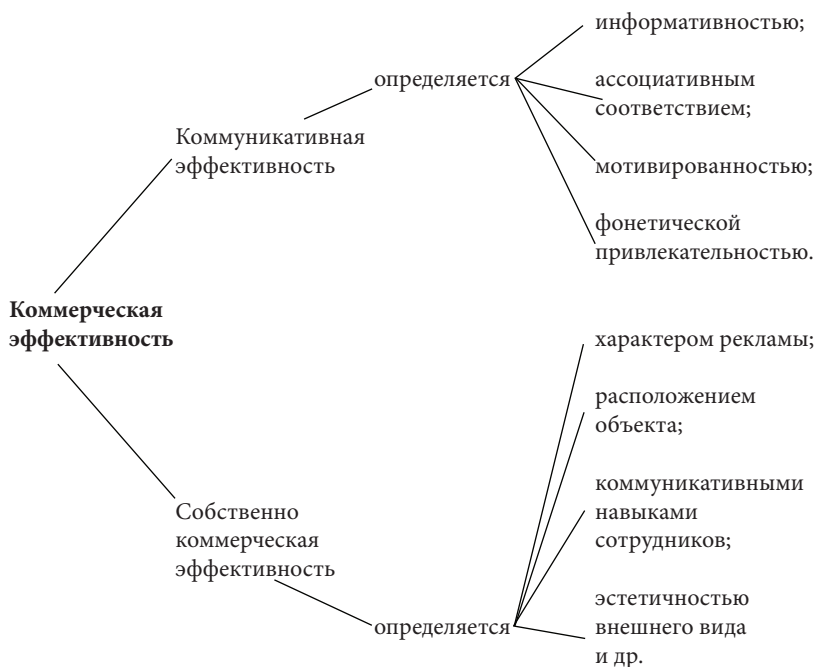 информативностью;
определяется
ассоциативным
соответствием;
Коммуникативная
эффективность
мотивированностью;
фонетической
привлекательностью.
Коммерческая
эффективность
характером рекламы;
расположением
объекта;
коммуникативными
навыками
сотрудников;
Собственно
коммерческая
эффективность
определяется
эстетичностью
внешнего вида
и др.